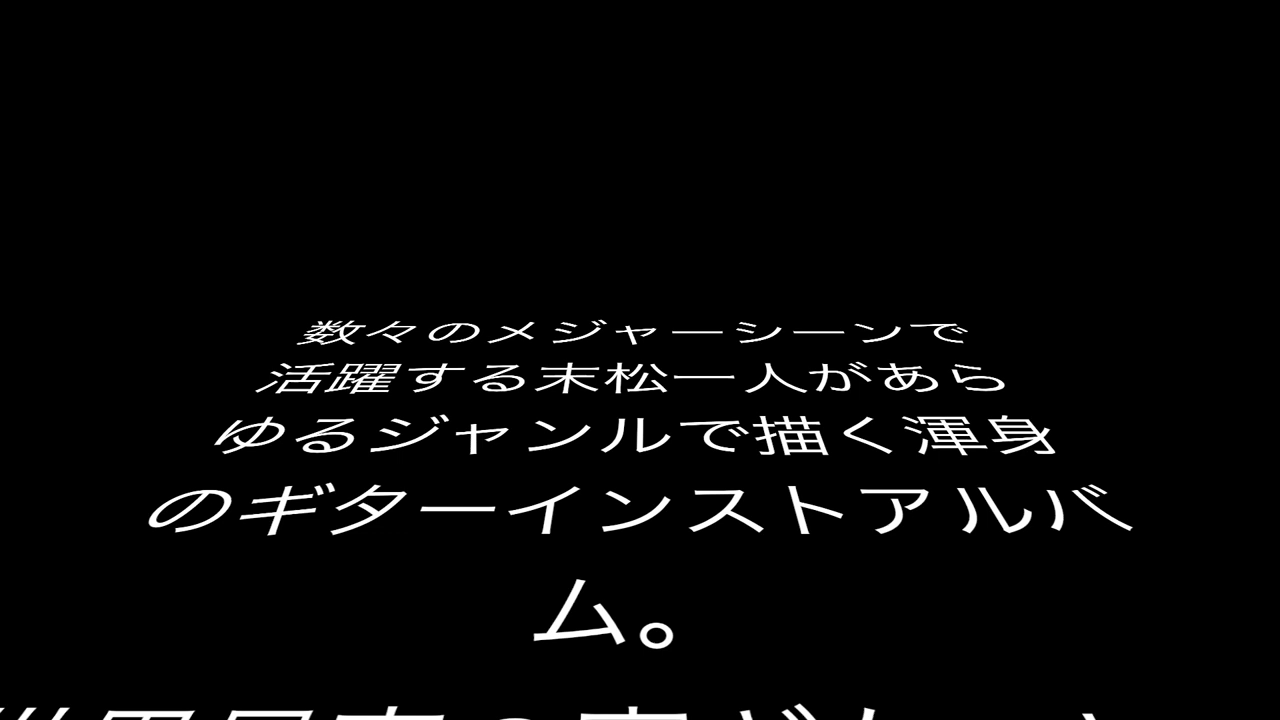 数々のメジャーシーンで
活躍する末松一人があら
ゆるジャンルで描く渾身
のギターインストアルバ
ム。